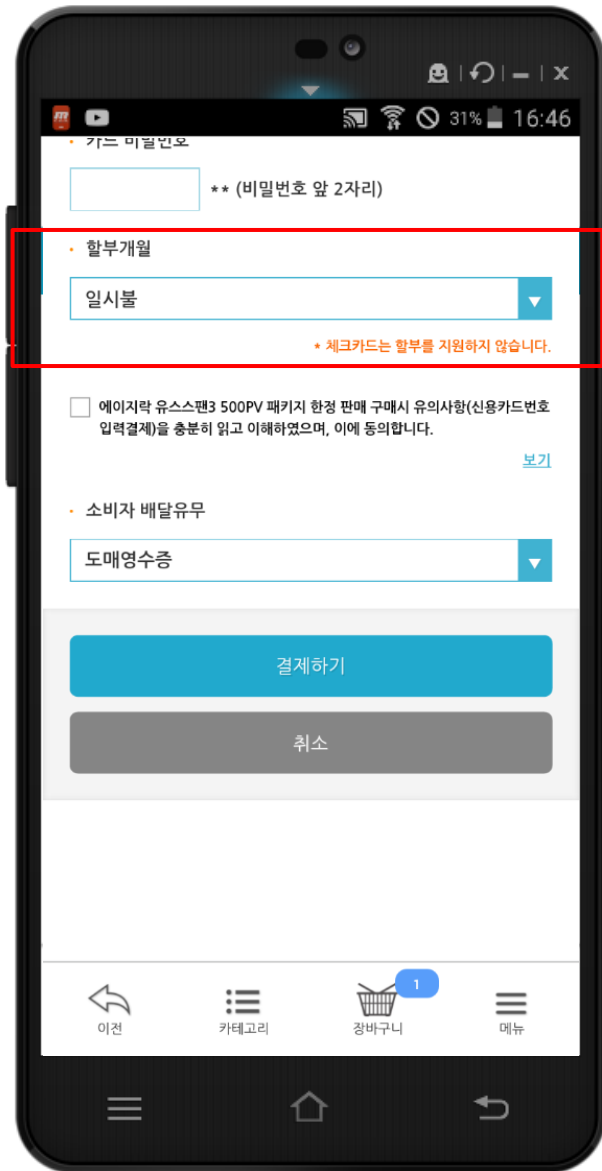 31% 16:46
• 카드 비밀번호
** (비밀번호 앞 2자리)
• 할부개월
일시불
* 체크카드는 할부를 지원하지 않습니다.
에이지락 유스스팬3 500PV 패키지 한정 판매 구매시 유의사항(신용카드번호
입력결제)을 충분히 읽고 이해하였으며, 이에 동의합니다.
보기
• 소비자 배달유무
도매영수증
결제하기
취소
1
이전 카테고리 장바구니 메뉴